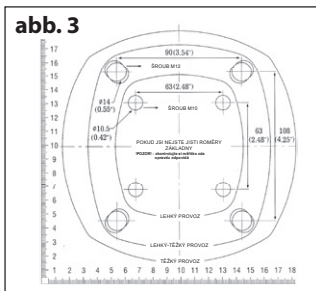 abb. 3
90(3.54")
ŠROUB M12
63(2.48")
ø14
(0.55")
ŠROUB M10
ø10.5
(0.42")
POKUD JSI NEJSTE JISTI ROMĚRY
ZÁKLADNY
63
(2.48")
108
(4.25")
LEHKÝ PROVOZ
LEHKÝ-TĚŽKÝ PROVOZ
TĚŽKÝ PROVOZ
17
16
15
14
13
12
11
10
9
8
7
6
5
4
3
2
1
1 2 3 4 5 6 7 8 9 10 11 12 13 14 15 16 17 18